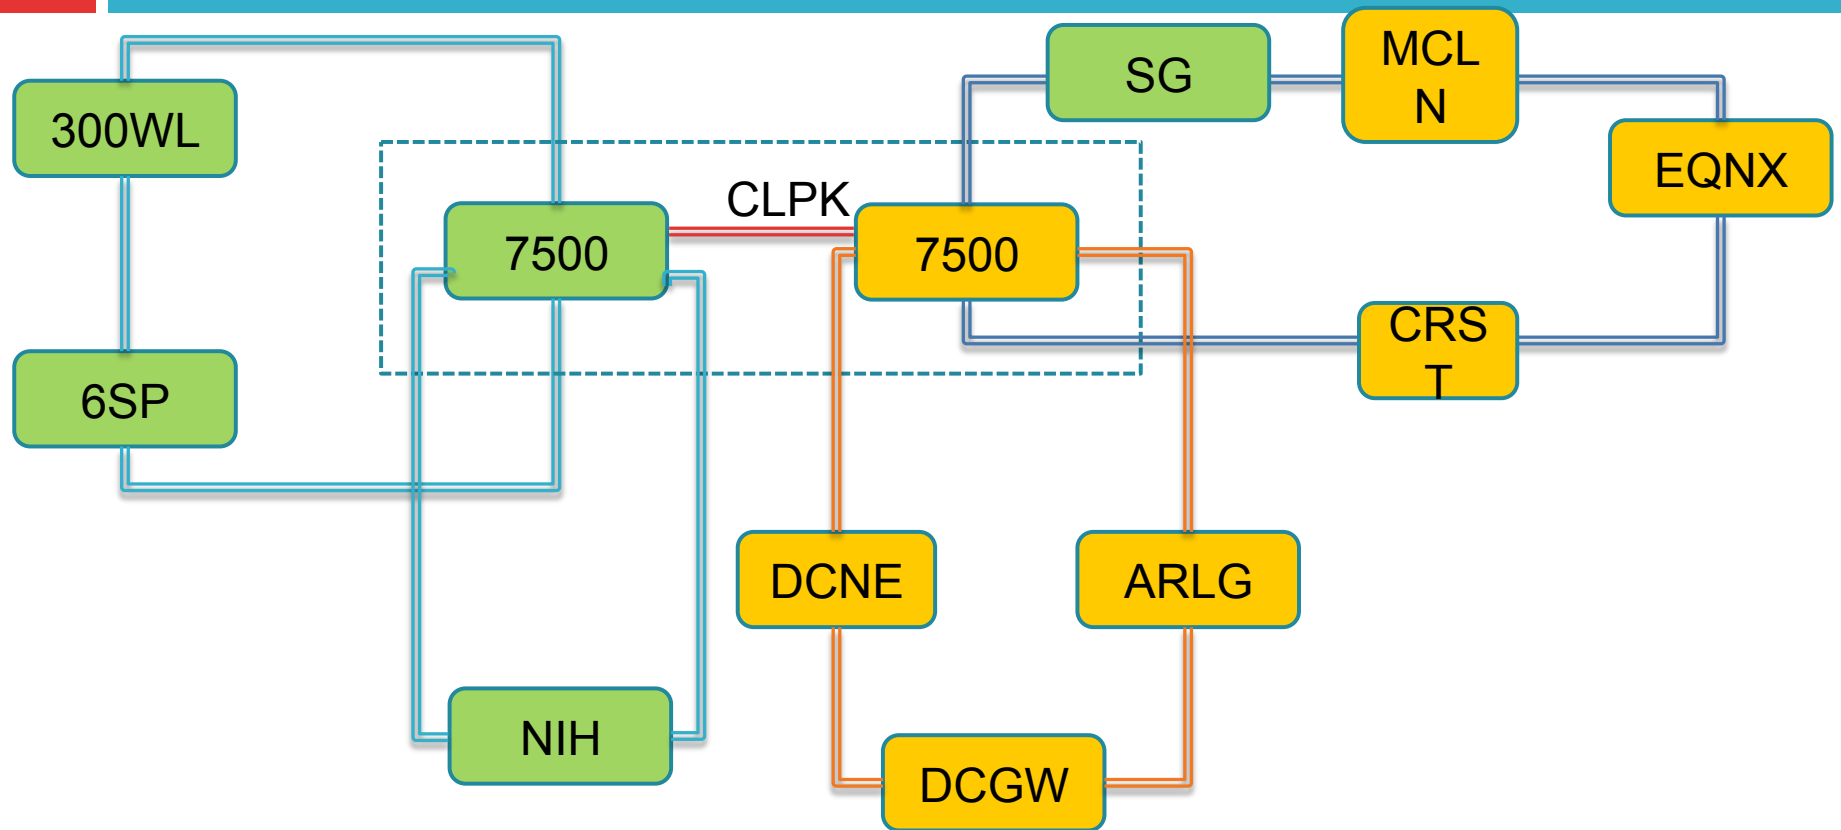 SG
MCL
N
300WL
EQNX
CLPK
7500
7500
CRS
T
6SP
DCNE
ARLG
NIH
DCGW